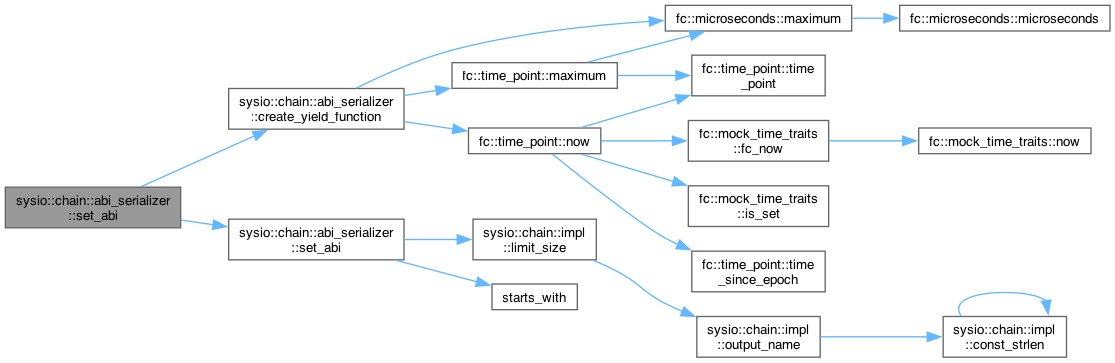 sysio::chain::abi_serializer
::set_abi
sysio::chain::abi_serializer
::create_yield_function
fc::microseconds::maximum
fc::microseconds::microseconds
fc::time_point::maximum
fc::time_point::time
_point
fc::time_point::now
fc::mock_time_traits
::fc_now
fc::mock_time_traits::now
fc::mock_time_traits
::is_set
fc::time_point::time
_since_epoch
sysio::chain::abi_serializer
::set_abi
sysio::chain::impl
::limit_size
starts_with
sysio::chain::impl
::output_name
sysio::chain::impl
::const_strlen